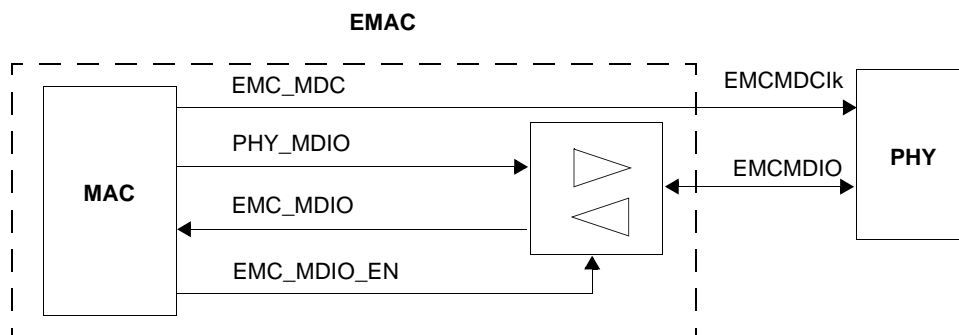 EMAC
EMC_MDC
EMCMDClk
PHY_MDIO
PHY
MAC
EMC_MDIO
EMCMDIO
EMC_MDIO_EN